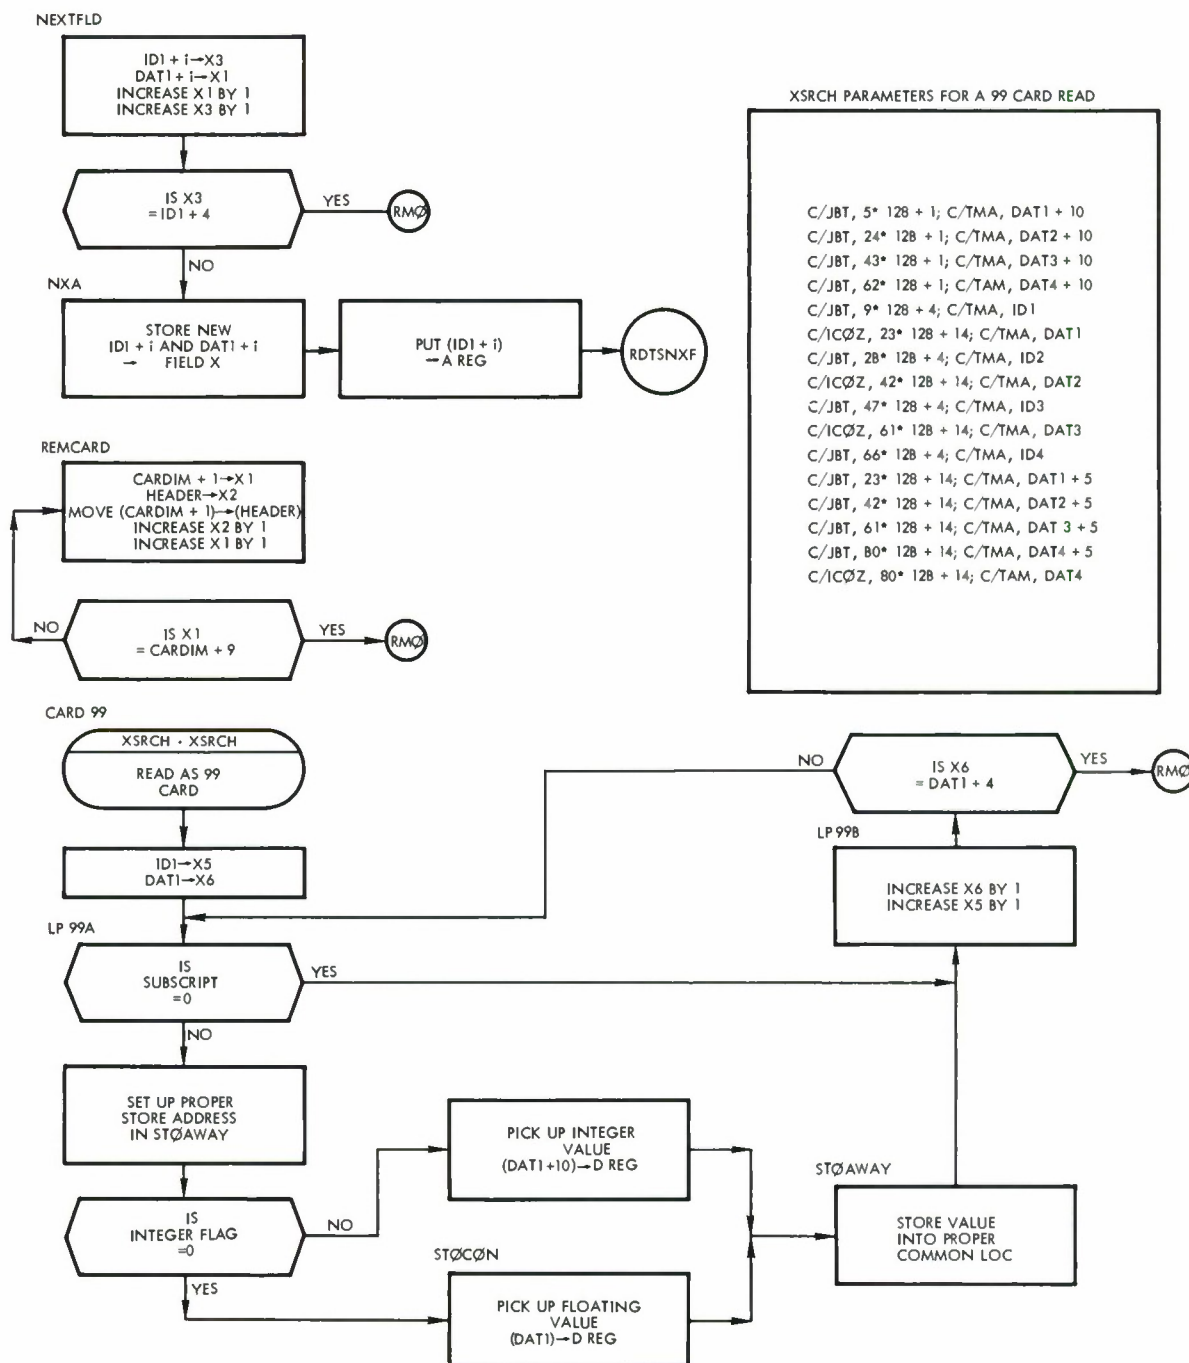 NEXTFLD
ID1 + i→X3
DAT1 + i→X1
INCREASE X1 BY 1
INCREASE X3 BY 1
IS X3
= ID1 + 4
YES
RMØ
NO
NXA
STORE NEW
ID1 + i AND DAT1 + i
→ FIELD X
PUT (ID1 + i)
→ A REG
RDTSNXF
REMCARD
CARDIM + 1→X1
HEADER→X2
MOVE (CARDIM + 1)→(HEADER)
INCREASE X2 BY 1
INCREASE X1 BY 1
NO
IS X1
= CARDIM + 9
YES
RMØ
XSRCH PARAMETERS FOR A 99 CARD READ
C/JBT, 5* 128 + 1; C/TMA, DAT1 + 10
C/JBT, 24* 128 + 1; C/TMA, DAT2 + 10
C/JBT, 43* 128 + 1; C/TMA, DAT3 + 10
C/JBT, 62* 128 + 1; C/TAM, DAT4 + 10
C/JBT, 9* 128 + 4; C/TMA, ID1
C/ICØZ, 23* 128 + 14; C/TMA, DAT1
C/JBT, 28* 128 + 4; C/TMA, ID2
C/ICØZ, 42* 128 + 14; C/TMA, DAT2
C/JBT, 47* 128 + 4; C/TMA, ID3
C/ICØZ, 61* 128 + 14; C/TMA, DAT3
C/JBT, 66* 128 + 4; C/TMA, ID4
C/JBT, 23* 128 + 14; C/TMA, DAT1 + 5
C/JBT, 42* 128 + 14; C/TMA, DAT2 + 5
C/JBT, 61* 128 + 14; C/TMA, DAT 3 + 5
C/JBT, 80* 128 + 14; C/TMA, DAT4 + 5
C/ICØZ, 80* 128 + 14; C/TAM, DAT4
CARD 99
XSRCH · XSRCH
READ AS 99
CARD
ID1→X5
DAT1→X6
LP 99A
IS
SUBSCRIPT
=0
YES
NO
SET UP PROPER
STORE ADDRESS
IN STØAWAY
IS
INTEGER FLAG
=0
NO
YES
PICK UP INTEGER
VALUE
(DAT1+10)→D REG
STØCØN
PICK UP FLOATING
VALUE
(DAT1)→D REG
STØAWAY
STORE VALUE
INTO PROPER
COMMON LOC
LP 99B
INCREASE X6 BY 1
INCREASE X5 BY 1
NO
IS X6
= DAT1 + 4
YES
RMØ